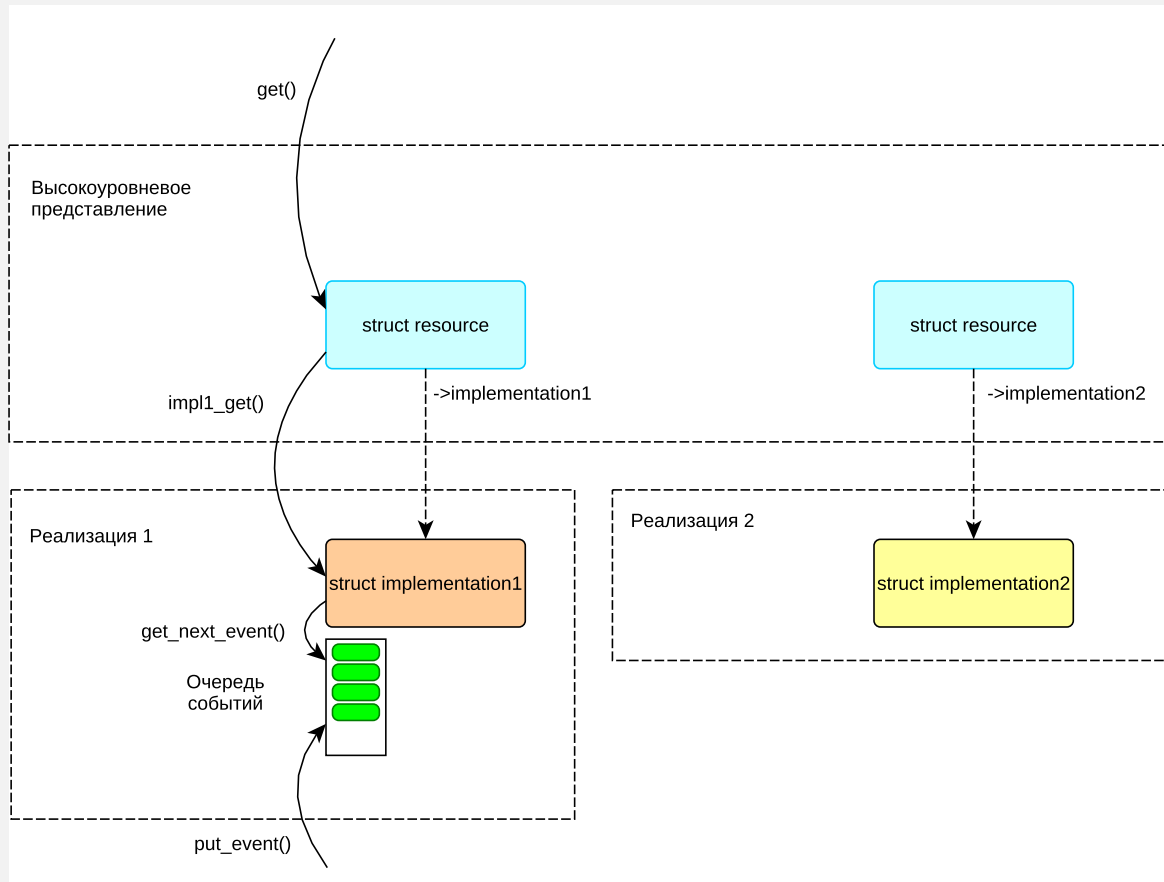 get()
Высокоуровневое
представление
struct resource
struct resource
->implementation1
->implementation2
impl1_get()
Реализация 1
Реализация 2
struct implementation1
struct implementation2
get_next_event()
Очередь
событий
put_event()